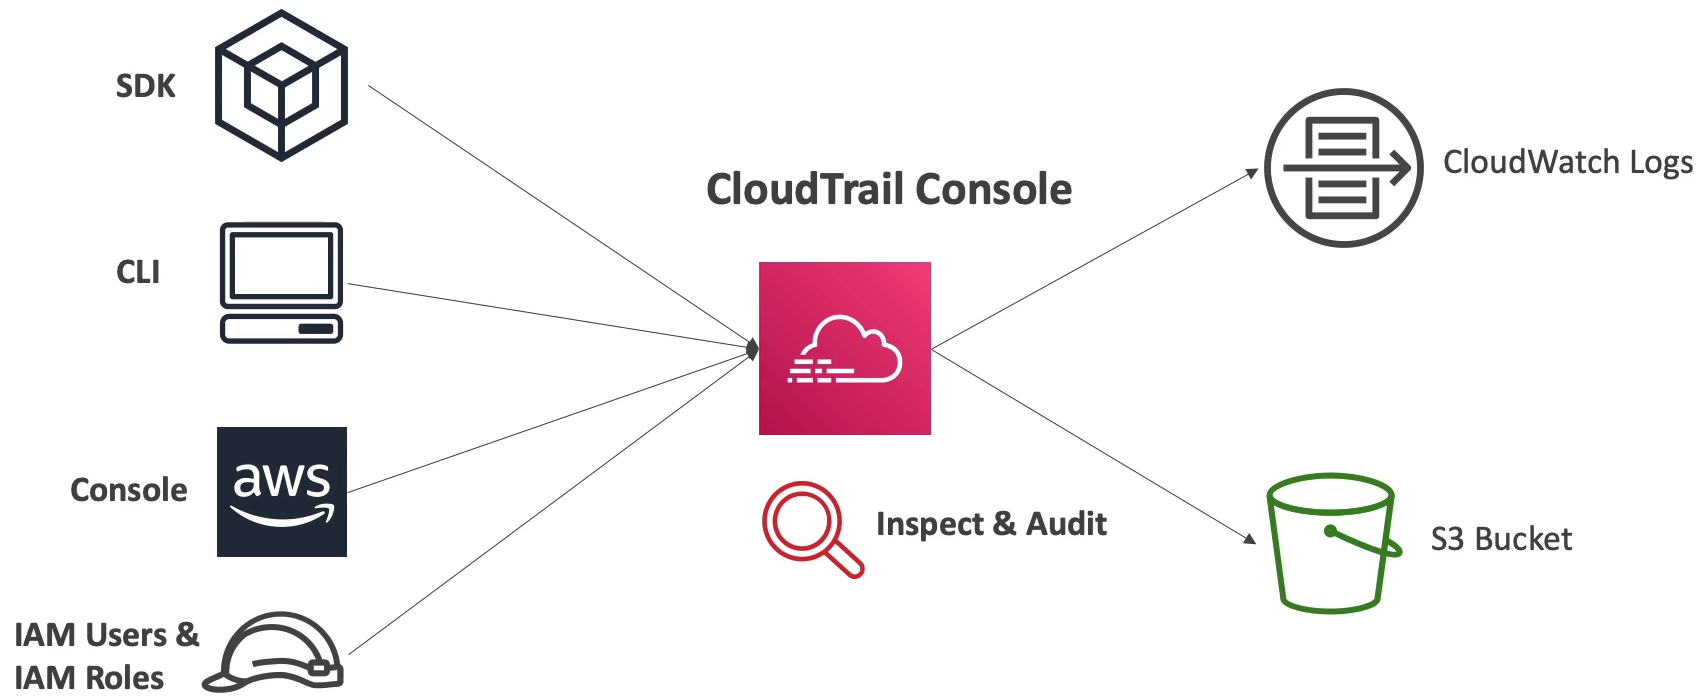 SDK
CLI
Console
aws
IAM Users &
IAM Roles
CloudTrail Console
Inspect & Audit
CloudWatch Logs
S3 Bucket